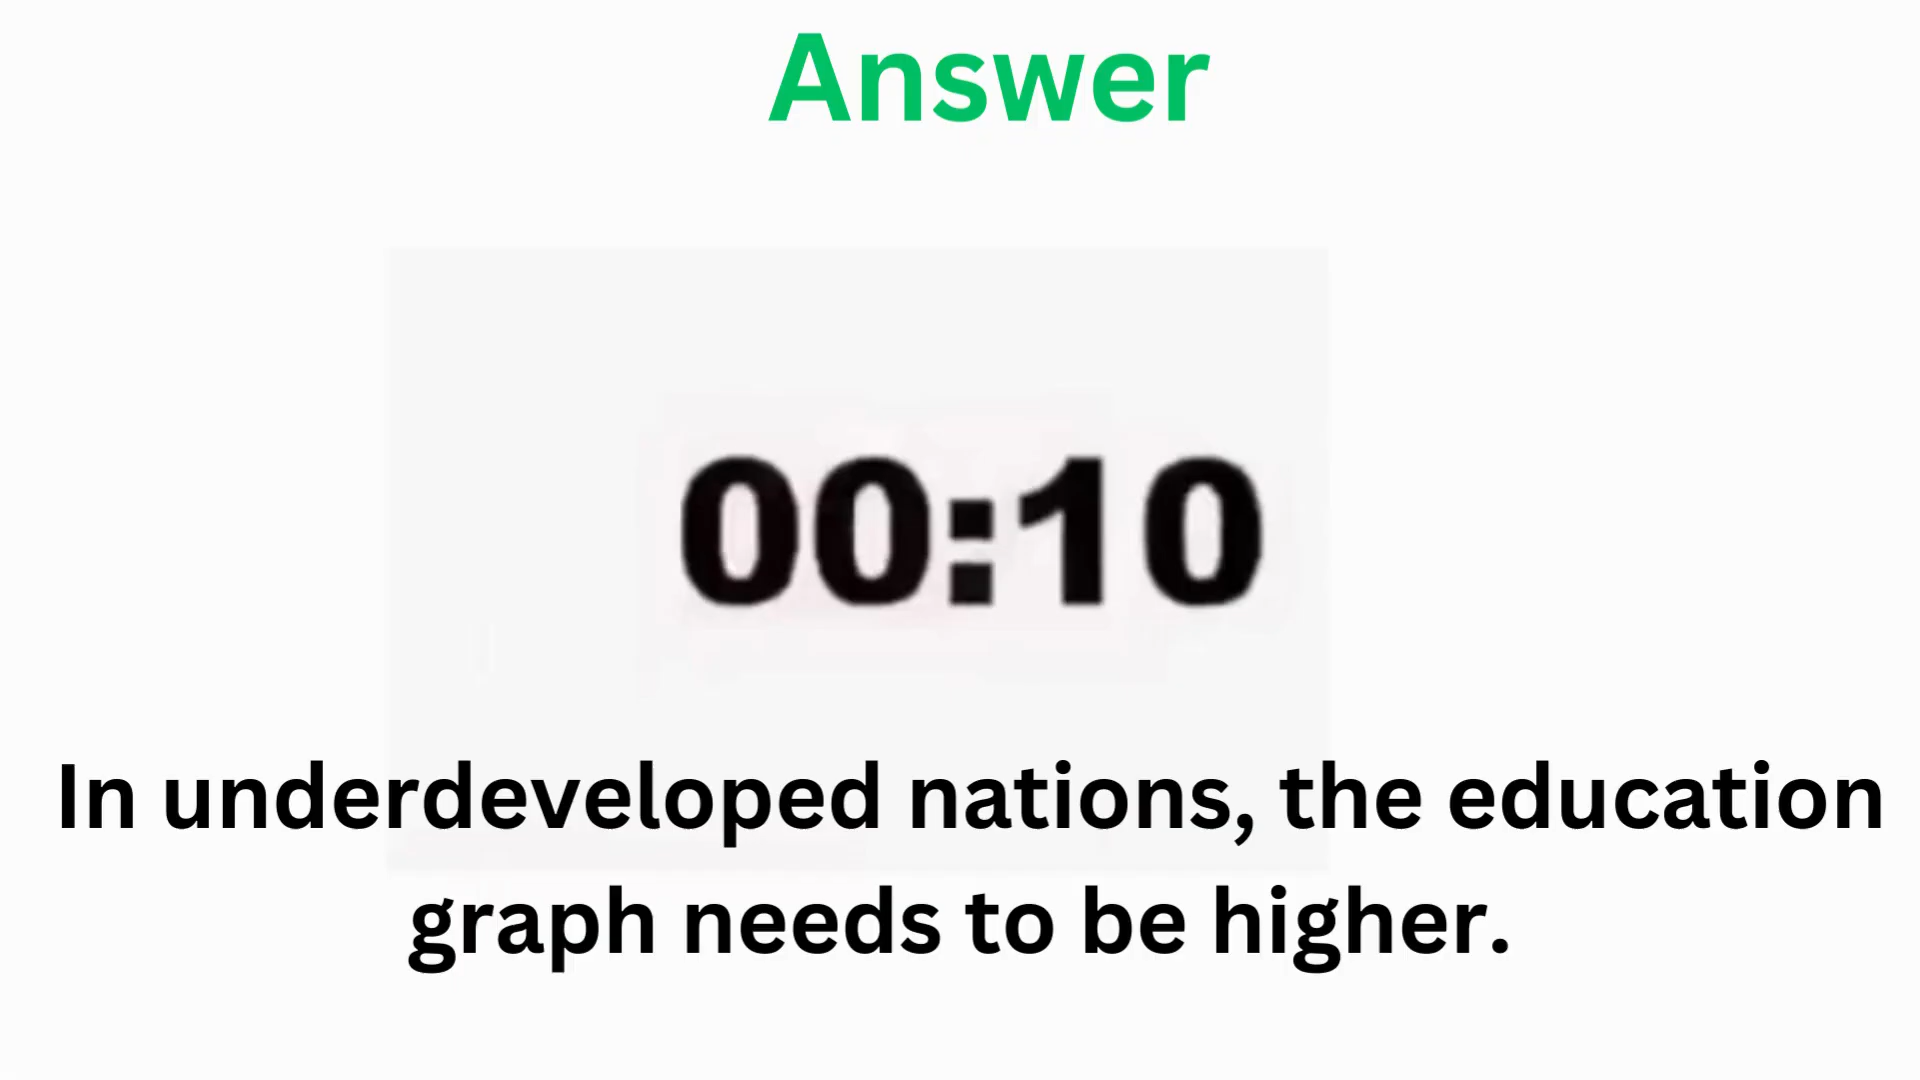 Answer
00:10
In underdeveloped nations, the education
graph needs to be higher.